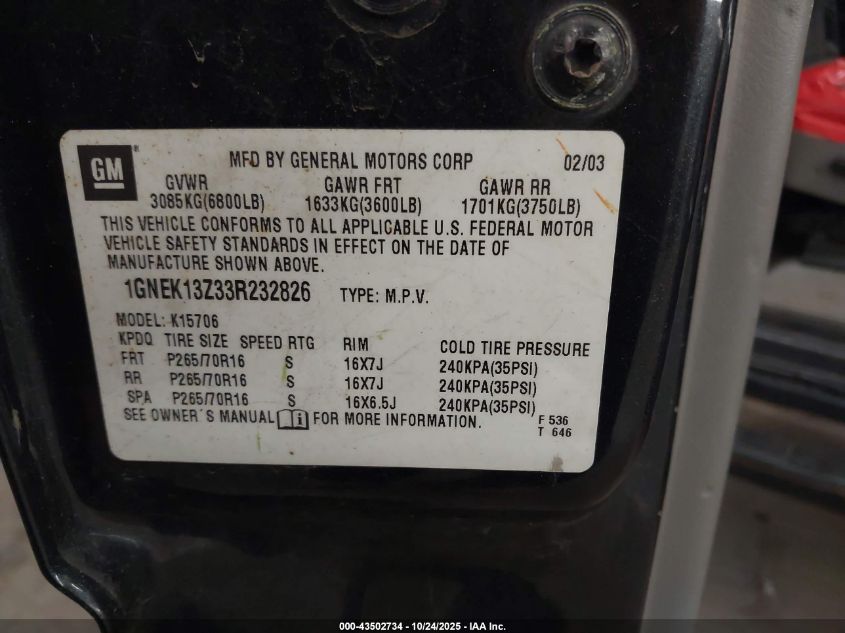 GM
MFD BY GENERAL MOTORS CORP 02/03
GVWR GAWR FRT GAWR RR
3085KG(6800LB) 1633KG(3600LB) 1701KG(3750LB)
THIS VEHICLE CONFORMS TO ALL APPLICABLE U.S. FEDERAL MOTOR
VEHICLE SAFETY STANDARDS IN EFFECT ON THE DATE OF
MANUFACTURE SHOWN ABOVE.
1GNEK13Z33R232826 TYPE: M.P.V.
MODEL: K15706
KPDQ TIRE SIZE SPEED RTG RIM COLD TIRE PRESSURE
FRT P265/70R16 S 16X7J 240KPA(35PSI)
RR P265/70R16 S 16X7J 240KPA(35PSI)
SPA P265/70R16 S 16X6.5J 240KPA(35PSI)
SEE OWNER'S MANUAL i FOR MORE INFORMATION.
F 536
T 646
000-43502734 - 10/24/2025 - IAA Inc.